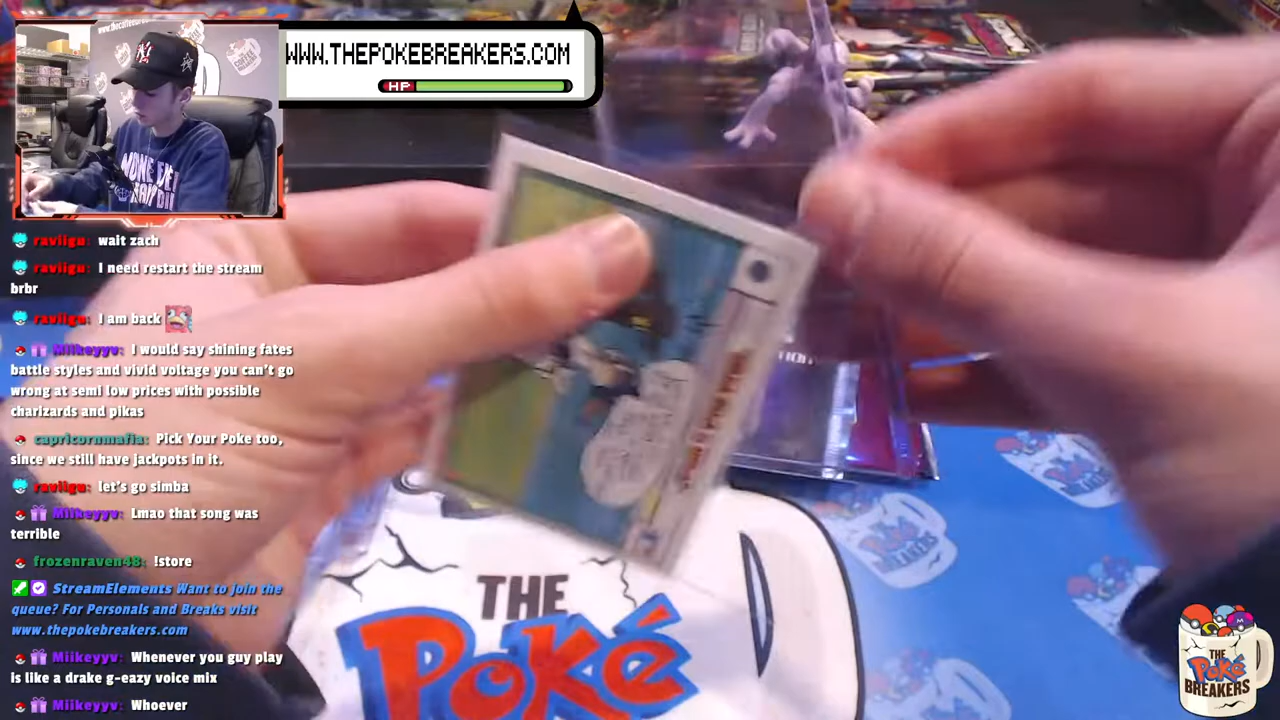 WWW.THEPOKEBREAKERS.COM
HP
raviigu: wait zach
raviigu: I need restart the stream
brbr
raviigu: I am back
Miikeyyv: I would say shining fates
battle styles and vivid voltage you can't go
wrong at semi low prices with possible
charizards and pikas
capricornmafia: Pick Your Poke too,
since we still have jackpots in it.
raviigu: let's go simba
Miikeyyv: Lmao that song was
terrible
frozenraven48: !store
StreamElements Want to join the
queue? For Personals and Breaks visit
www.thepokebreakers.com
Miikeyyv: Whenever you guy play
is like a drake g-eazy voice mix
Miikeyyv: Whoever
THE
Poké
THE
Poké
BREAKERS